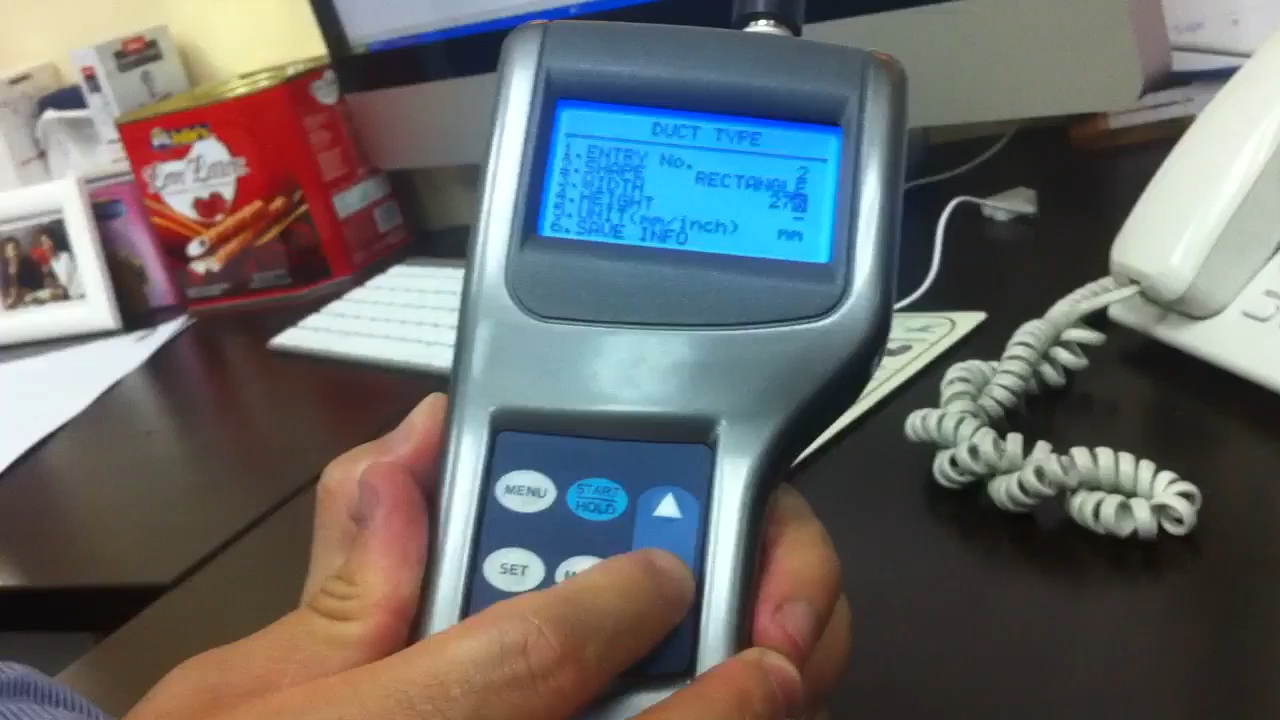 DUCT TYPE
1.ENTRY No. 2
2.SHAPE RECTANGLE
3.WIDTH 27
4.HEIGHT -
5.UNIT(mm/inch) mm
6.SAVE INFO
MENU
START
HOLD
SET